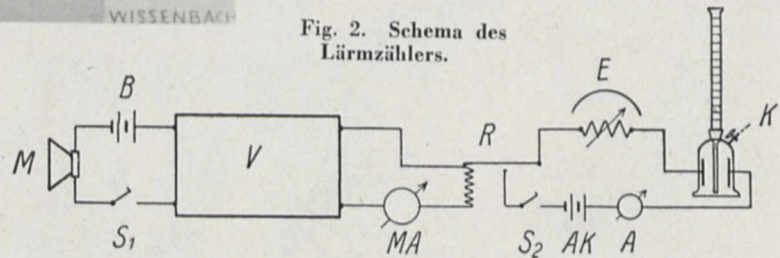 WISSENBACH
Fig. 2. Schema des
Lärmzählers.
B
E
M
V
R
K
S₁
MA
S₂
AK
A